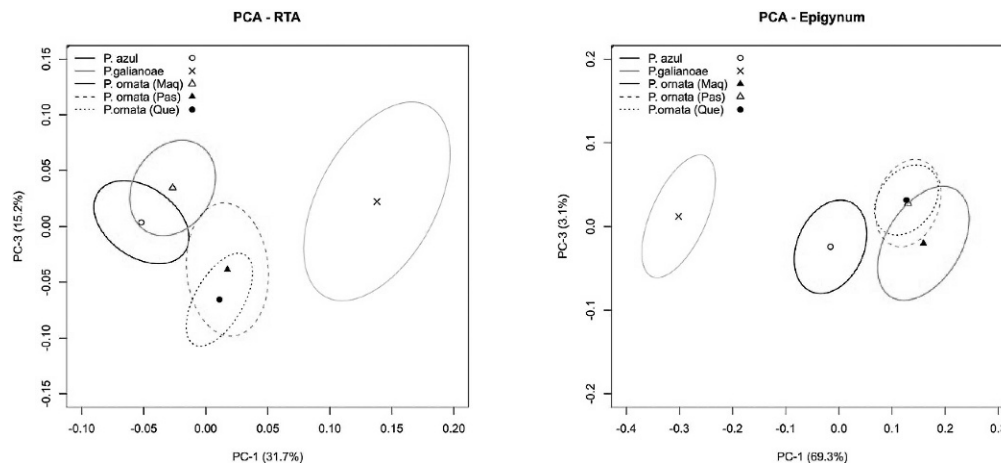 PCA - RTA
P. azul
P.galianoae
P. ornata (Maq)
P. ornata (Pas)
P.ornata (Que)
0.15
0.10
0.05
0.00
-0.05
-0.10
-0.15
PC-3 (15.2%)
-0.10 -0.05 0.00 0.05 0.10 0.15 0.20
PC-1 (31.7%)
PCA - Epigynum
P. azul
P.galianoae
P. ornata (Maq)
P. ornata (Pas)
P.ornata (Que)
0.2
0.1
0.0
-0.1
-0.2
PC-3 (3.1%)
-0.4 -0.3 -0.2 -0.1 0.0 0.1 0.2
PC-1 (69.3%)